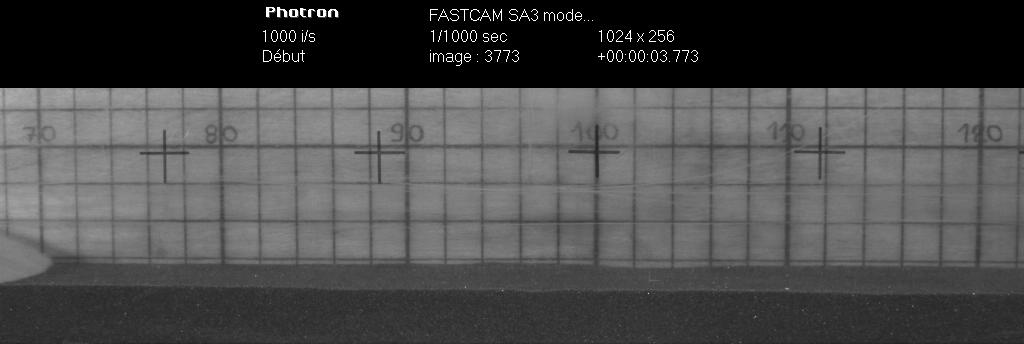 Photron FASTCAM SA3 mode...
1000 i/s 1/1000 sec 1024 x 256
Début image : 3773 +00:00:03.773
70 80 90 100 110 120